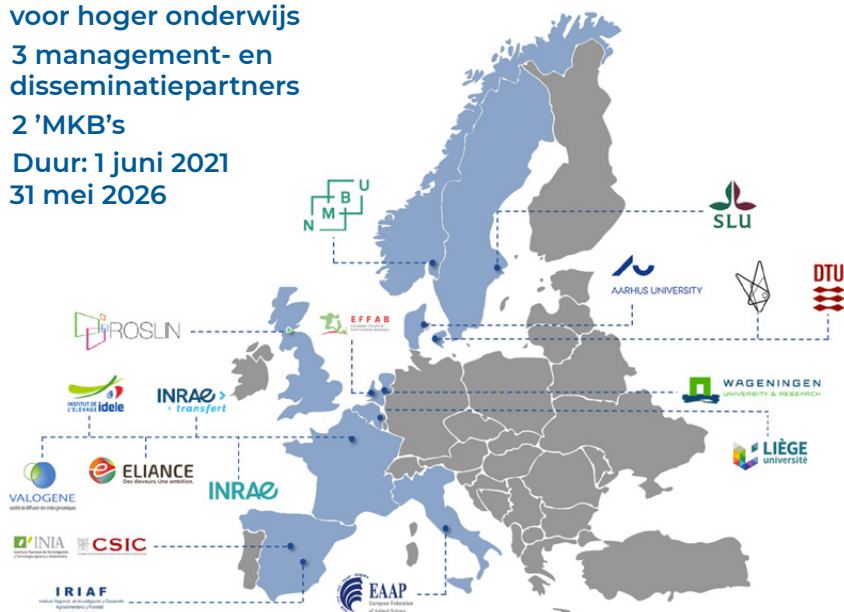 voor hoger onderwijs
3 management- en
disseminatiepartners
2 ’MKB’s
Duur: 1 juni 2021
31 mei 2026
N M B U
SLU
AARHUS UNIVERSITY
DTU
ROSLIN
EFFAB
INSTITUT DE
L'ELEVAGE idele
INRAE
transfert
WAGENINGEN
UNIVERSITY & RESEARCH
LIÈGE
université
VALOGENE
ELIANCE
Des éleveurs. Une ambition.
INRAE
INIA
CSIC
IRIAF
EAAP
European Federation
of Animal Science